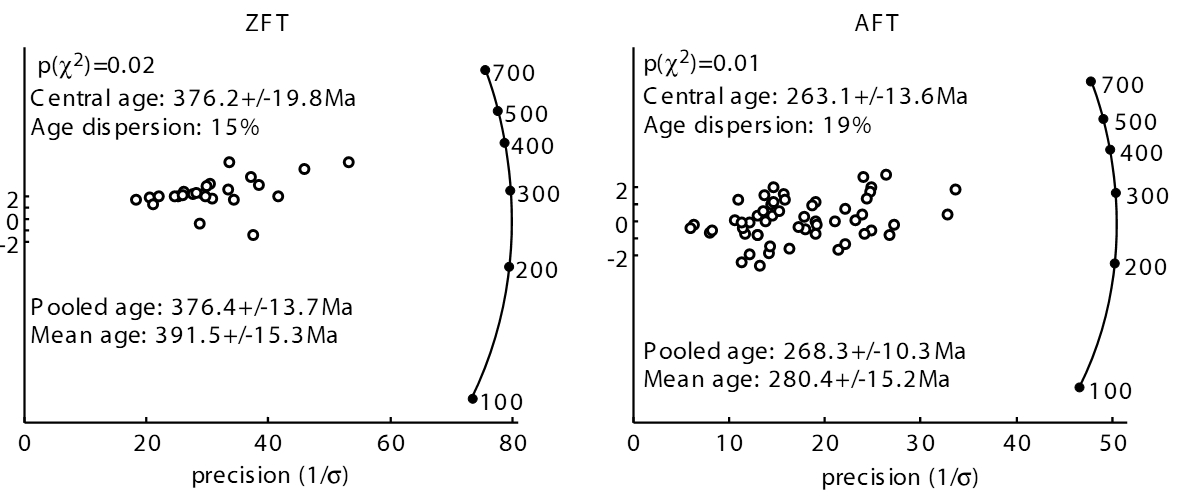 ZFT
p(χ²)=0.02
Central age: 376.2+/-19.8Ma
Age dispersion: 15%
700
500
400
300
200
100
2
0
-2
Pooled age: 376.4+/-13.7Ma
Mean age: 391.5+/-15.3Ma
0 20 40 60 80
precision (1/σ)
AFT
p(χ²)=0.01
Central age: 263.1+/-13.6Ma
Age dispersion: 19%
700
500
400
300
200
100
2
0
-2
Pooled age: 268.3+/-10.3Ma
Mean age: 280.4+/-15.2Ma
0 10 20 30 40 50
precision (1/σ)